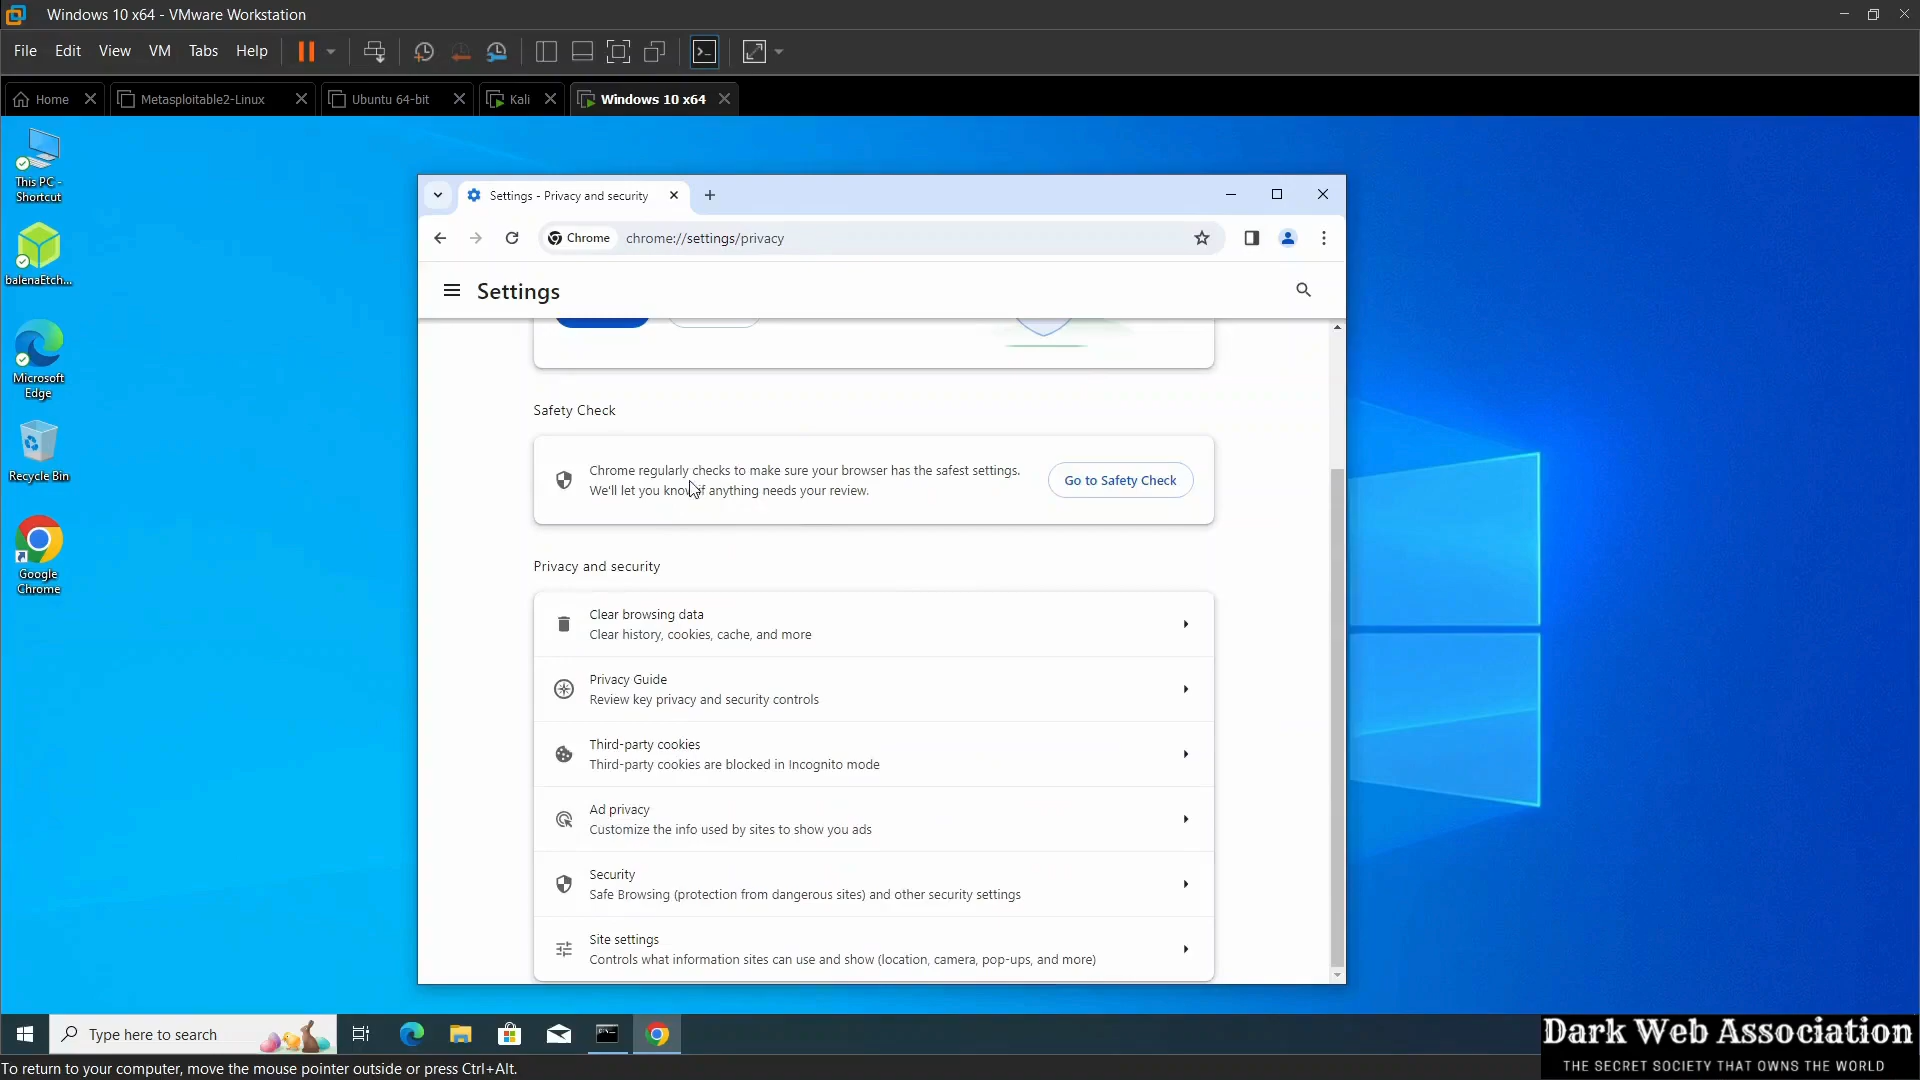 Windows 10 x64 - VMware Workstation
File Edit View VM Tabs Help
Home Metasploitable2-Linux Ubuntu 64-bit Kali Windows 10 x64
This PC -
Shortcut
balenaEtch...
Microsoft
Edge
Recycle Bin
Google
Chrome
Settings - Privacy and security
Chrome chrome://settings/privacy
Settings
Safety Check
Chrome regularly checks to make sure your browser has the safest settings.
We'll let you know if anything needs your review.
Go to Safety Check
Privacy and security
Clear browsing data
Clear history, cookies, cache, and more
Privacy Guide
Review key privacy and security controls
Third-party cookies
Third-party cookies are blocked in Incognito mode
Ad privacy
Customize the info used by sites to show you ads
Security
Safe Browsing (protection from dangerous sites) and other security settings
Site settings
Controls what information sites can use and show (location, camera, pop-ups, and more)
Type here to search
Dark Web Association
THE SECRET SOCIETY THAT OWNS THE WORLD
To return to your computer, move the mouse pointer outside or press Ctrl+Alt.